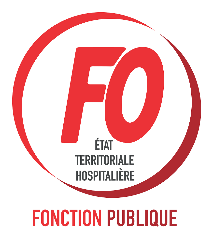 FO
ÉTAT
TERRITORIALE
HOSPITALIÈRE
FONCTION PUBLIQUE